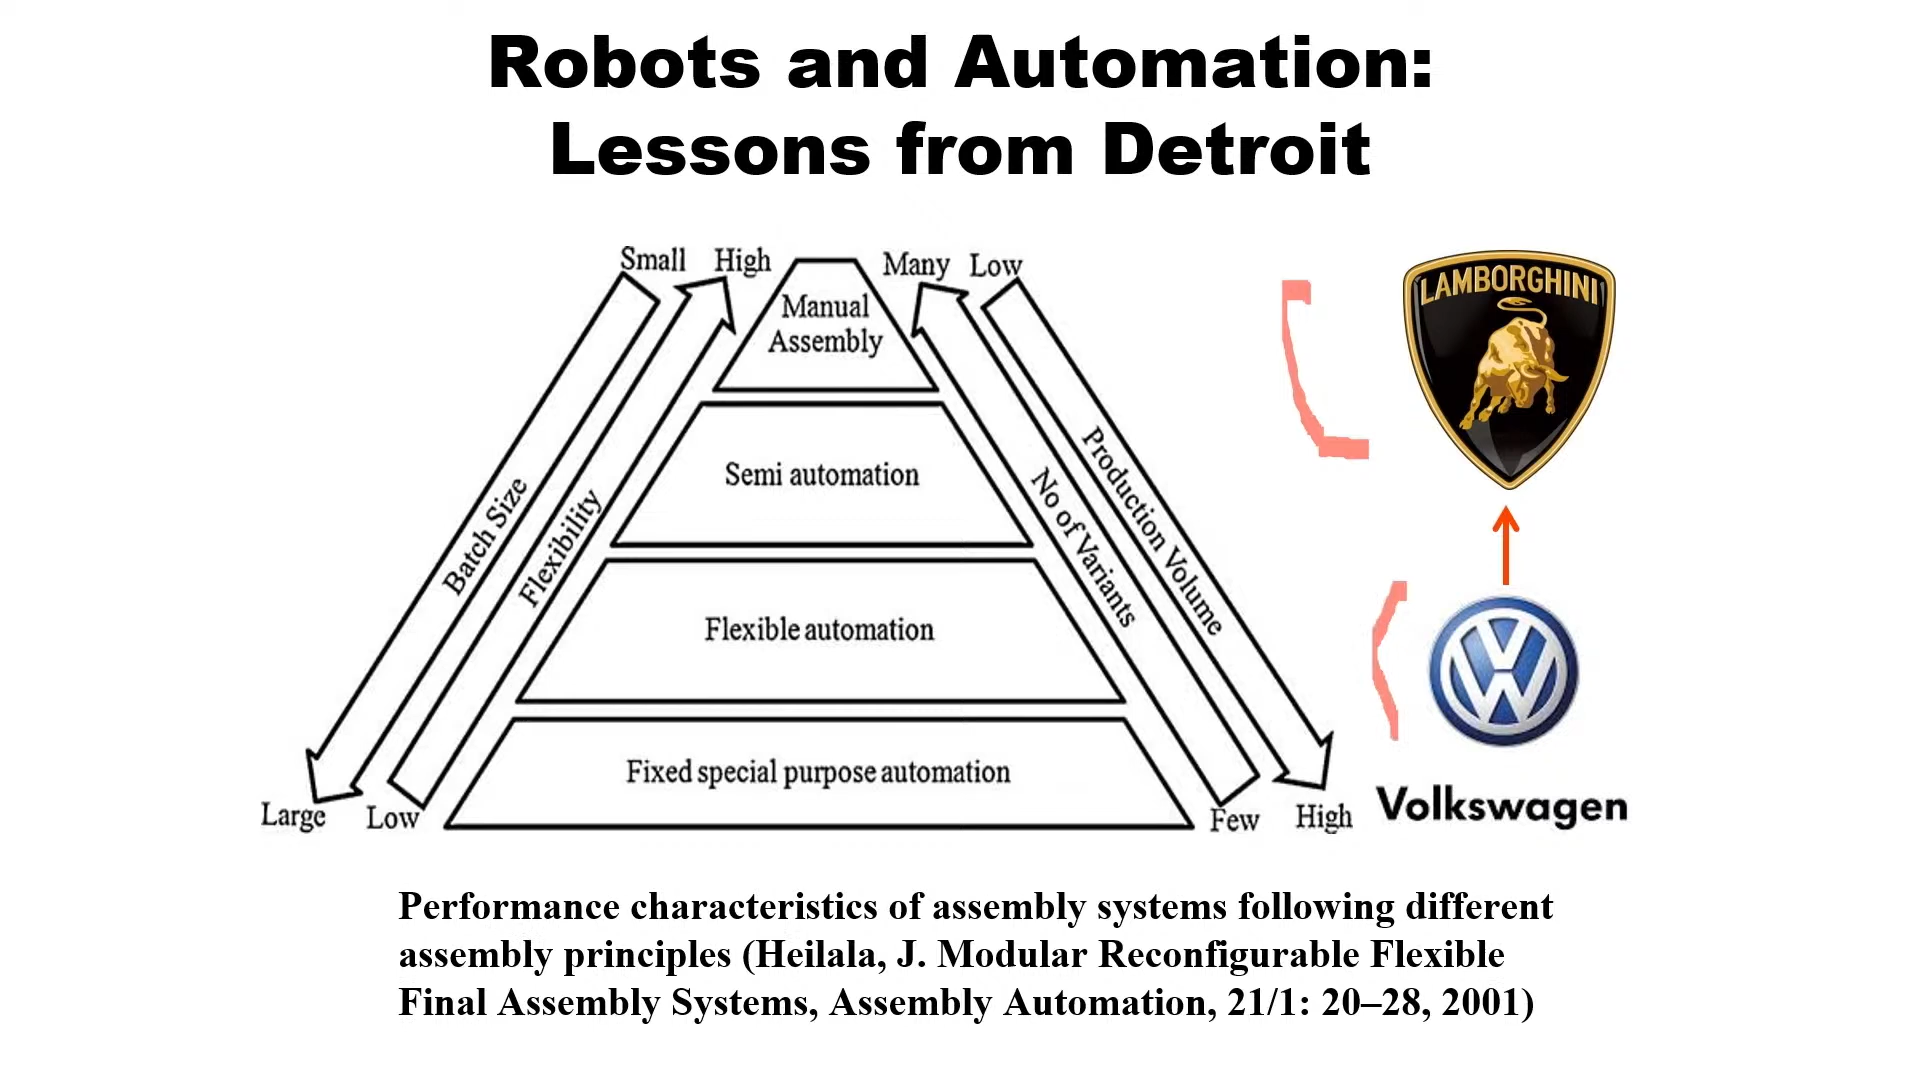 Robots and Automation:
Lessons from Detroit
Small
High
Many
Low
Manual
Assembly
Semi automation
Flexible automation
Fixed special purpose automation
Batch Size
Flexibility
No of Variants
Production Volume
Large
Low
Few
High
LAMBORGHINI
Volkswagen
Performance characteristics of assembly systems following different
assembly principles (Heilala, J. Modular Reconfigurable Flexible
Final Assembly Systems, Assembly Automation, 21/1: 20–28, 2001)